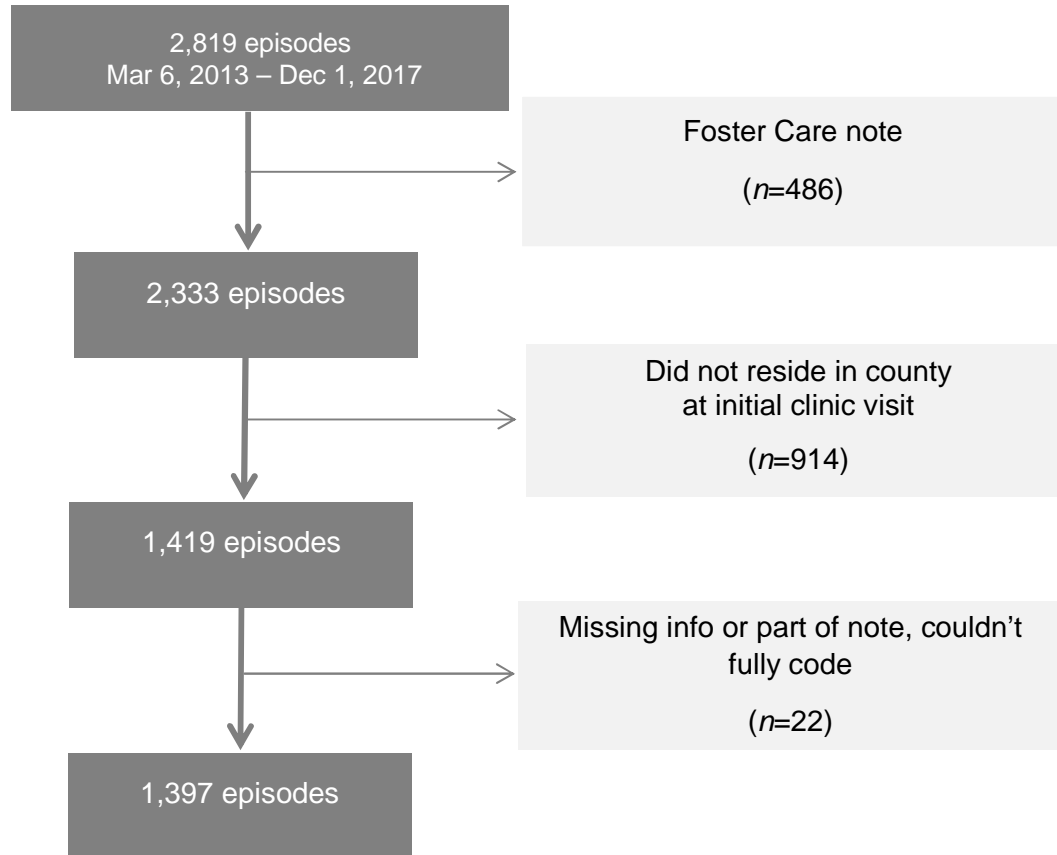 2,819 episodes
Mar 6, 2013 – Dec 1, 2017
Foster Care note
(n=486)
2,333 episodes
Did not reside in county
at initial clinic visit
(n=914)
1,419 episodes
Missing info or part of note, couldn’t
fully code
(n=22)
1,397 episodes